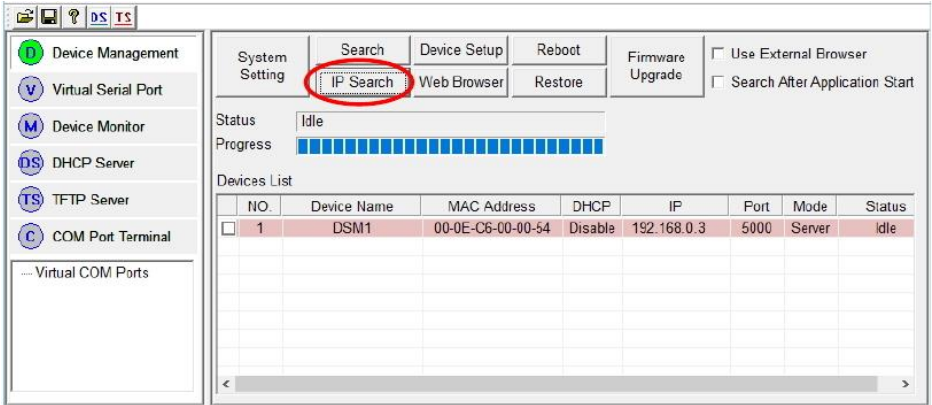 ? DS TS
D Device Management
V Virtual Serial Port
M Device Monitor
DS DHCP Server
TS TFTP Server
C COM Port Terminal
Virtual COM Ports
System Setting
Search
Device Setup
Reboot
Firmware Upgrade
Use External Browser
IP Search
Web Browser
Restore
Search After Application Start
Status Idle
Progress
Devices List
NO. Device Name MAC Address DHCP IP Port Mode Status
1 DSM1 00-0E-C6-00-00-54 Disable 192.168.0.3 5000 Server Idle